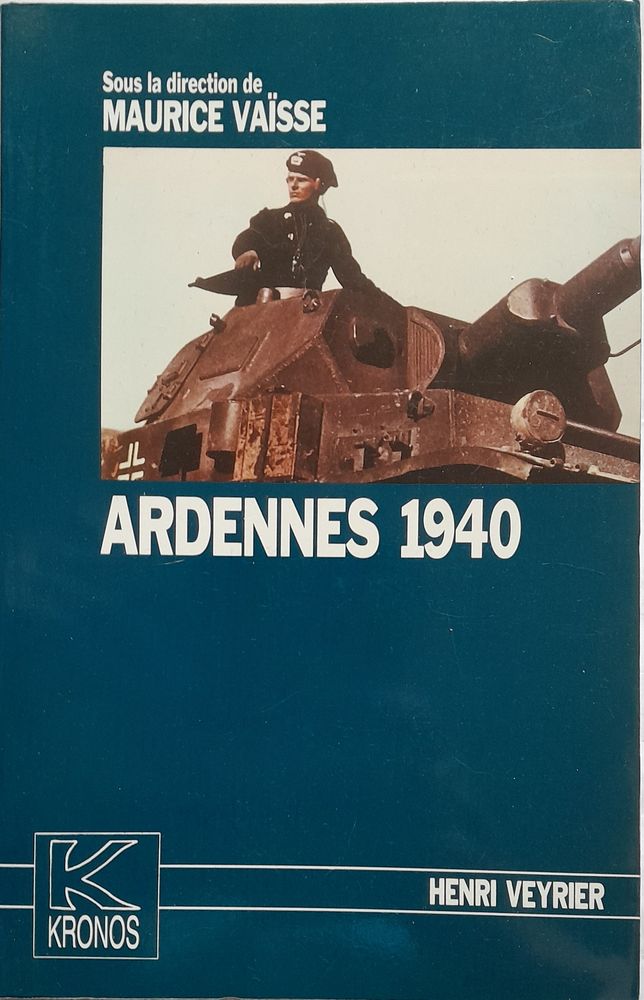 Sous la direction de
MAURICE VAÏSSE
ARDENNES 1940
K
KRONOS
HENRI VEYRIER